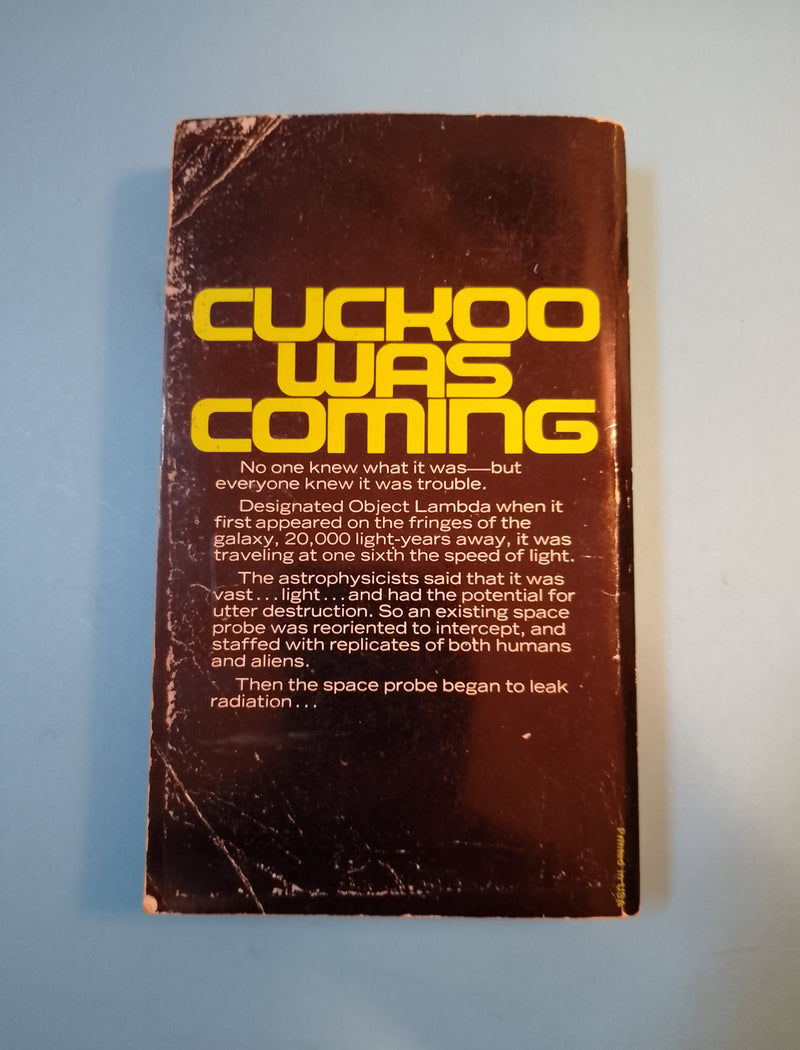 CUCKOO
WAS
COMING
No one knew what it was—but
everyone knew it was trouble.
Designated Object Lambda when it
first appeared on the fringes of the
galaxy, 20,000 light-years away, it was
traveling at one sixth the speed of light.
The astrophysicists said that it was
vast...light...and had the potential for
utter destruction. So an existing space
probe was reoriented to intercept, and
staffed with replicates of both humans
and aliens.
Then the space probe began to leak
radiation...
Printed in USA